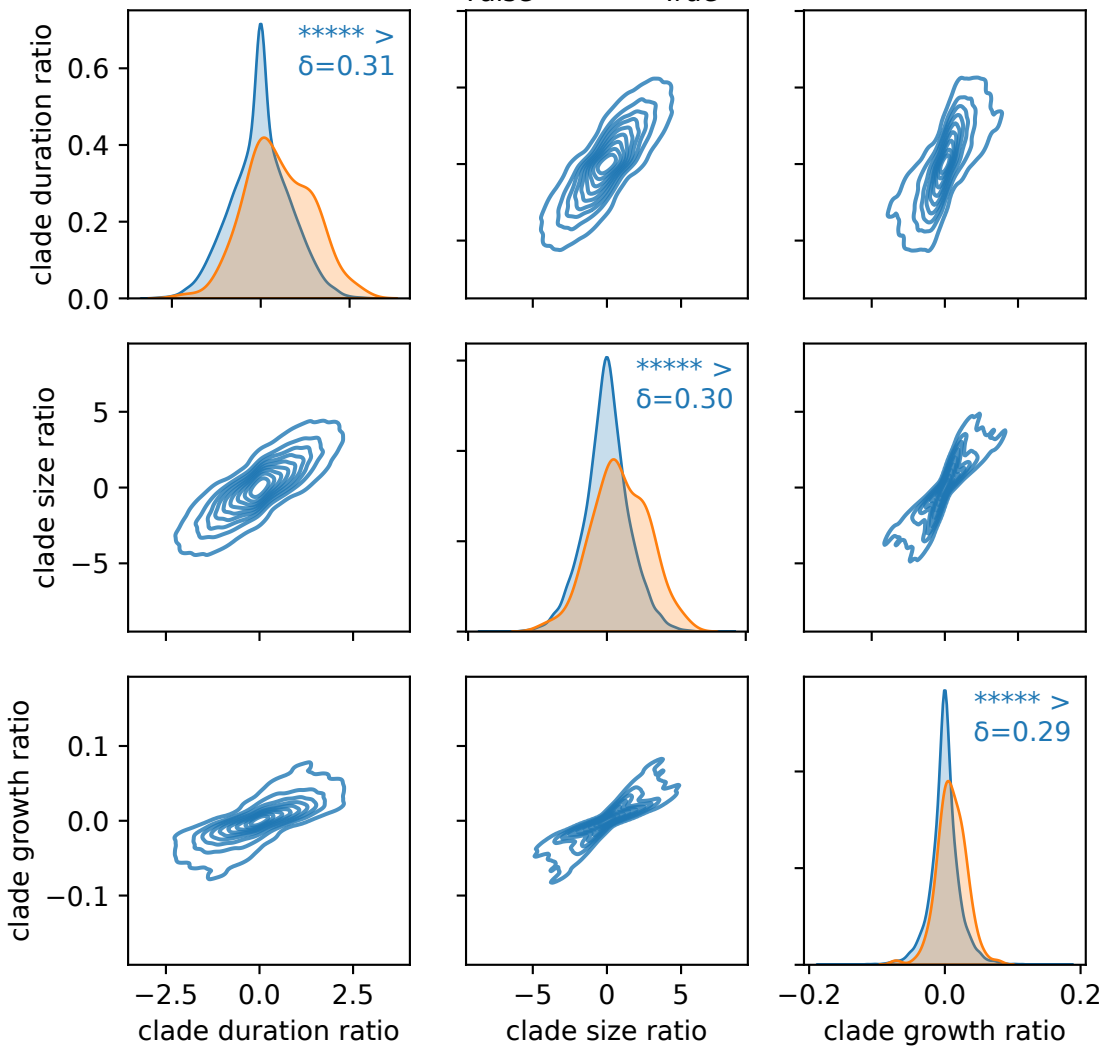 ***** >
δ=0.31
clade duration ratio
0.6
0.4
0.2
0.0
***** >
δ=0.30
clade size ratio
5
0
−5
***** >
δ=0.29
clade growth ratio
0.1
0.0
−0.1
−2.5 0.0 2.5
−5 0 5
−0.2 0.0 0.2
clade duration ratio
clade size ratio
clade growth ratio